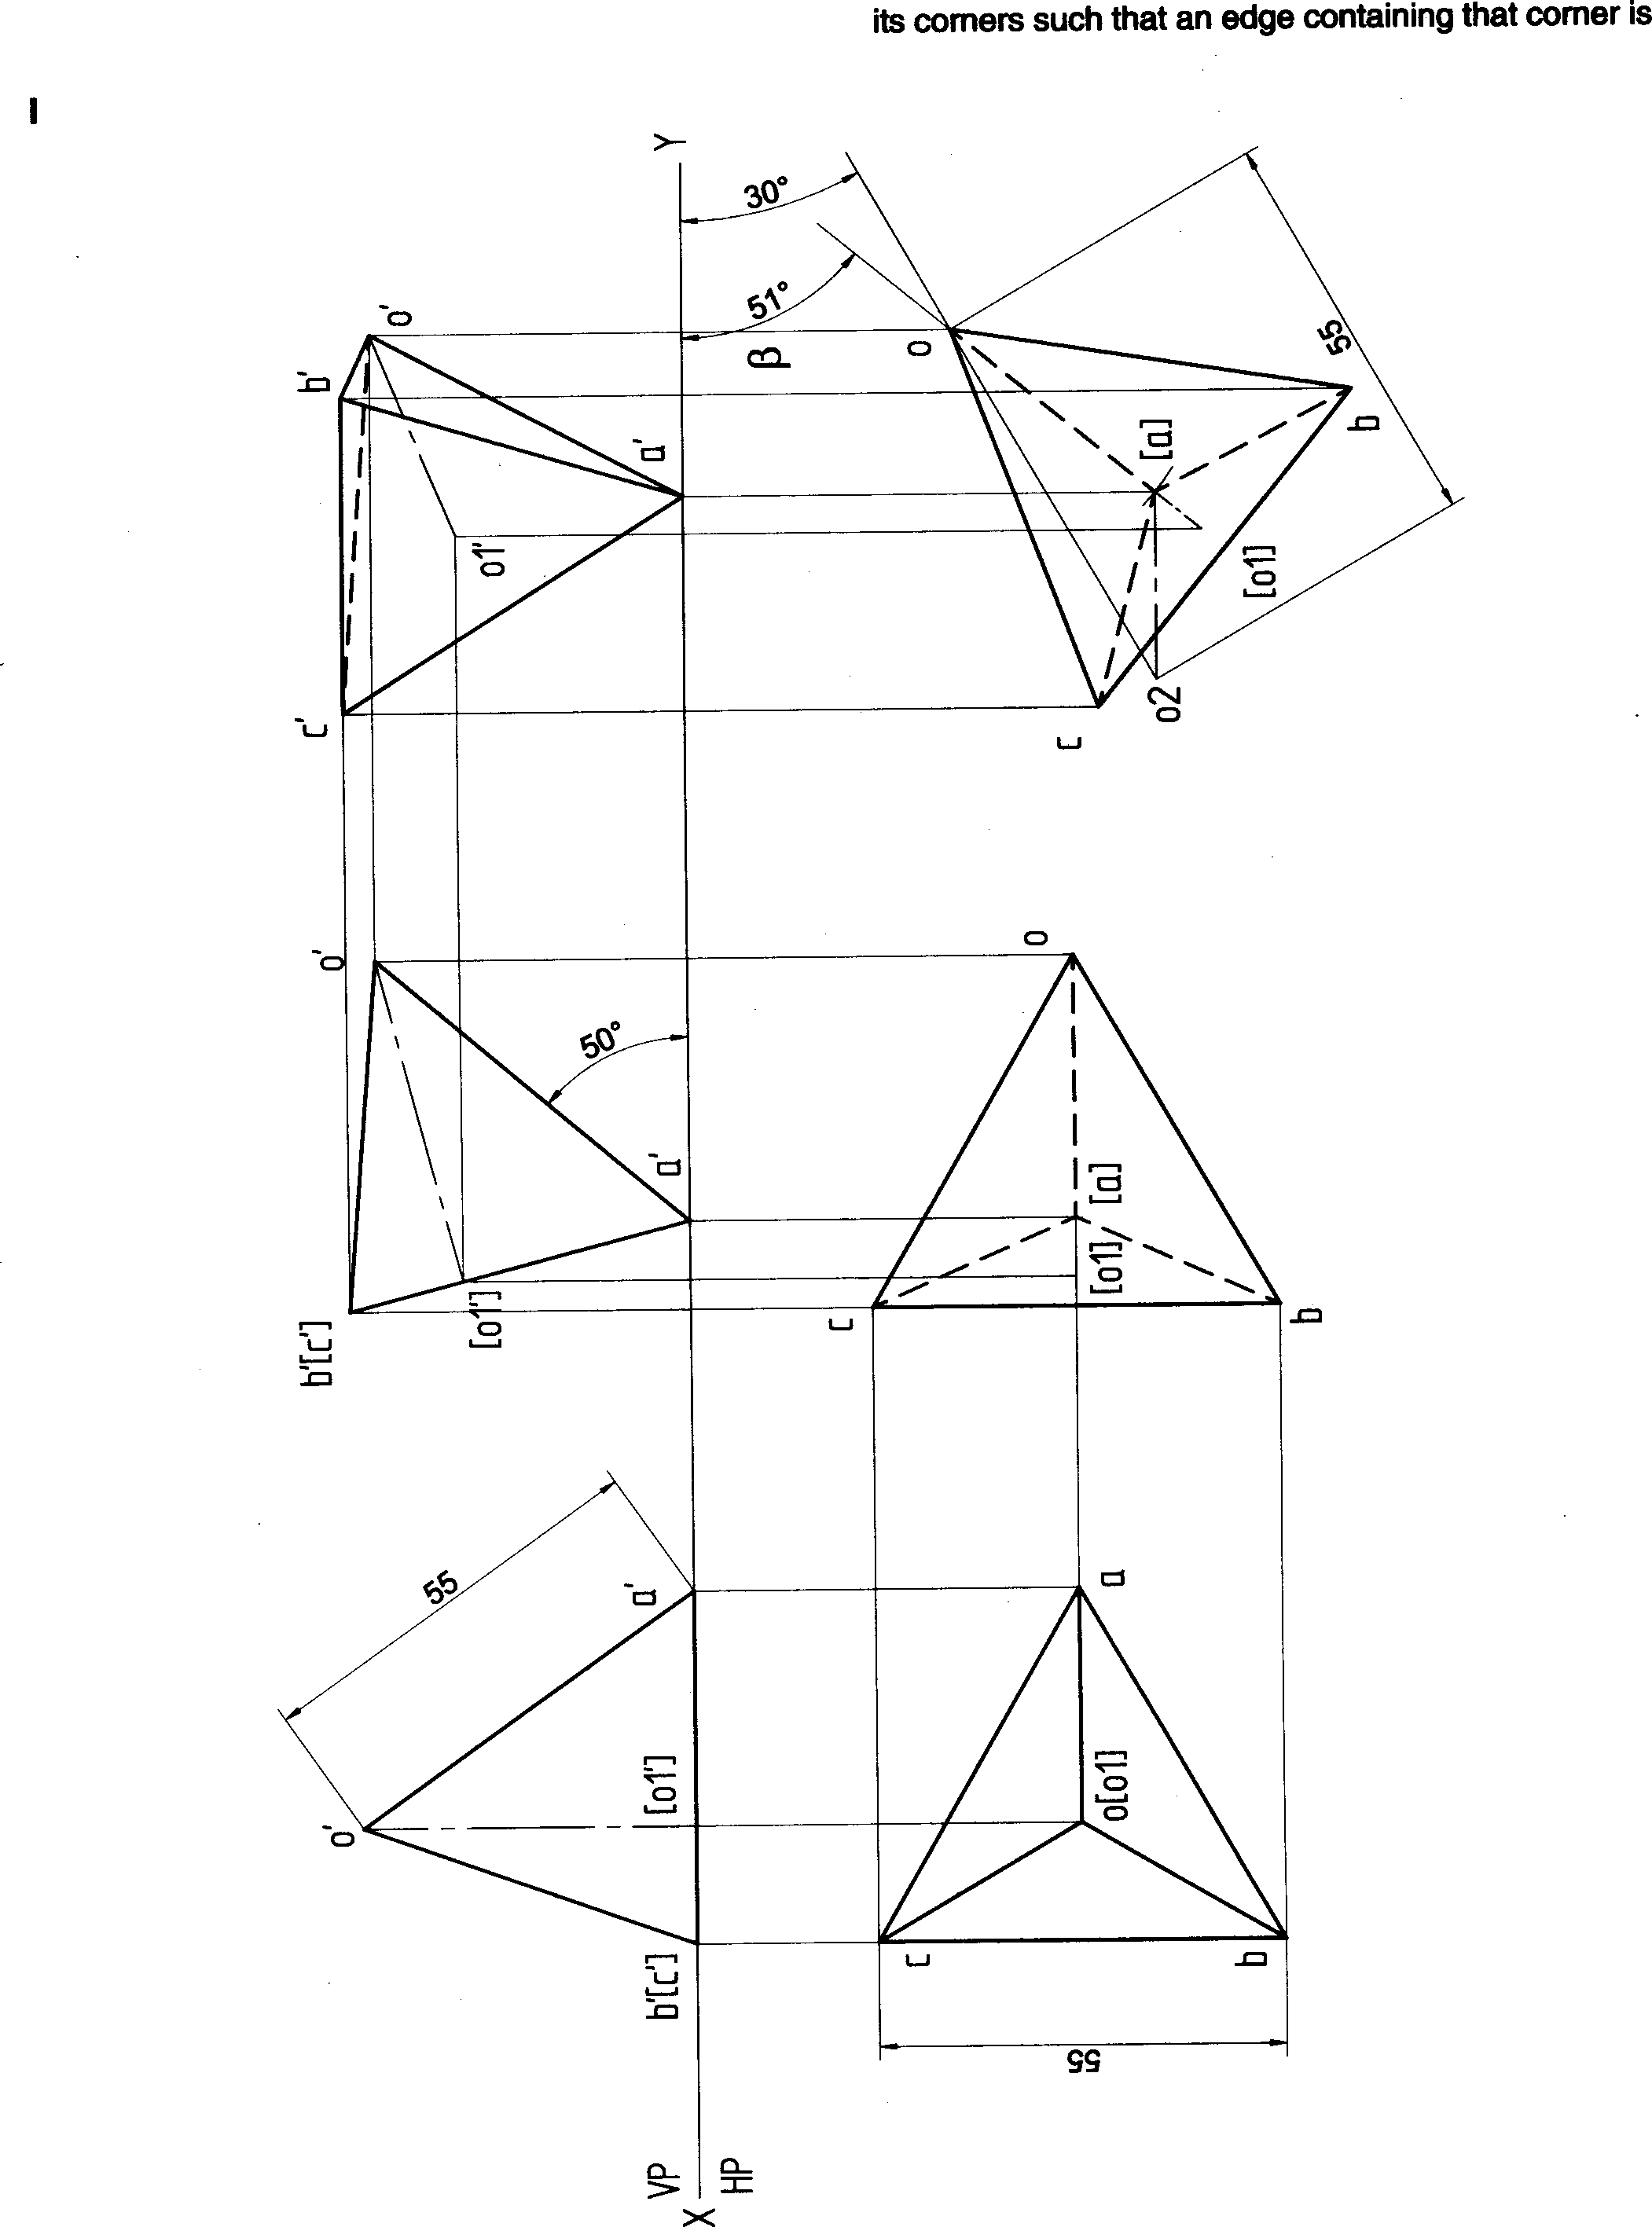 its corners such that an edge containing that corner is
Y
30°
51°
β
55
b'
o'
a'
c'
o1'
o
[a]
b
[o1]
o2
c
o'
50°
a'
b'[c']
[o1']
o
[a]
[o1]
c
b
55
o'
a'
[o1']
b'[c']
a
o[o1]
c
b
55
VP
X
HP